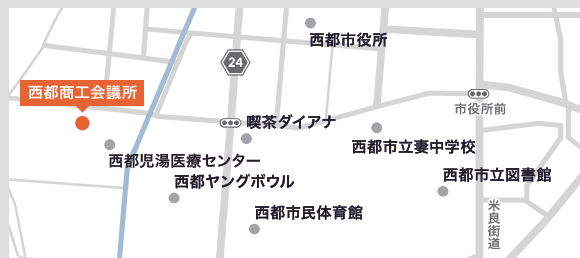 西都市役所
24
西都商工会議所
市役所前
喫茶ダイアナ
西都市立妻中学校
西都児湯医療センター
西都ヤングボウル
西都市立図書館
西都市民体育館
米良街道